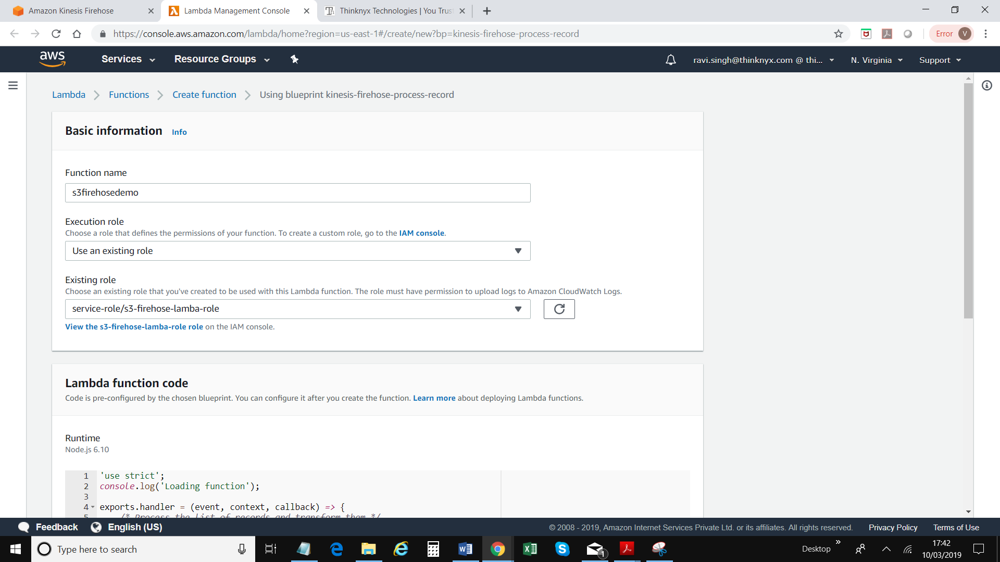 Amazon Kinesis Firehose
Lambda Management Console
Thinknyx Technologies | You Trus
https://console.aws.amazon.com/lambda/home?region=us-east-1#/create/new?bp=kinesis-firehose-process-record
Error V
aws
Services
Resource Groups
ravi.singh@thinknyx.com @ thi...
N. Virginia
Support
Lambda
Functions
Create function
Using blueprint kinesis-firehose-process-record
Basic information Info
Function name
s3firehosedemo
Execution role
Choose a role that defines the permissions of your function. To create a custom role, go to the IAM console.
Use an existing role
Existing role
Choose an existing role that you've created to be used with this Lambda function. The role must have permission to upload logs to Amazon CloudWatch Logs.
service-role/s3-firehose-lamba-role
View the s3-firehose-lamba-role role on the IAM console.
Lambda function code
Code is pre-configured by the chosen blueprint. You can configure it after you create the function. Learn more about deploying Lambda functions.
Runtime
Node.js 6.10
1 'use strict';
2 console.log('Loading function');
3
4 exports.handler = (event, context, callback) => {
5 /* Process the list of records and transform them */
Feedback
English (US)
© 2008 - 2019, Amazon Internet Services Private Ltd. or its affiliates. All rights reserved.
Privacy Policy
Terms of Use
Type here to search
1
Desktop
17:42
10/03/2019